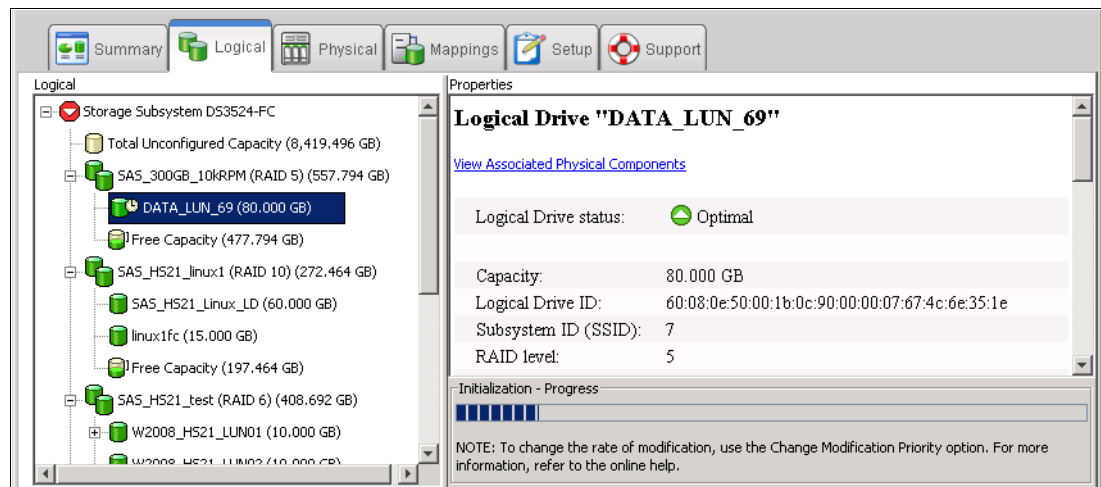 Summary Logical Physical Mappings Setup Support
Logical
Storage Subsystem DS3524-FC
Total Unconfigured Capacity (8,419.496 GB)
SAS_300GB_10kRPM (RAID 5) (557.794 GB)
DATA_LUN_69 (80.000 GB)
Free Capacity (477.794 GB)
SAS_HS21_linux1 (RAID 10) (272.464 GB)
SAS_HS21_Linux_LD (60.000 GB)
linux1fc (15.000 GB)
Free Capacity (197.464 GB)
SAS_HS21_test (RAID 6) (408.692 GB)
W2008_HS21_LUN01 (10.000 GB)
W2008_HS21_LUN02 (10.000 GB)
Properties
Logical Drive "DATA_LUN_69"
View Associated Physical Components
Logical Drive status: Optimal
Capacity: 80.000 GB
Logical Drive ID: 60:08:0e:50:00:1b:0c:90:00:00:07:67:4c:6e:35:1e
Subsystem ID (SSID): 7
RAID level: 5
Initialization - Progress
NOTE: To change the rate of modification, use the Change Modification Priority option. For more
information, refer to the online help.